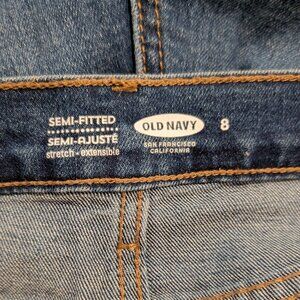 SEMI-FITTED
SEMI-AJUSTÉ
stretch • extensible
OLD NAVY
SAN FRANCISCO
CALIFORNIA
8